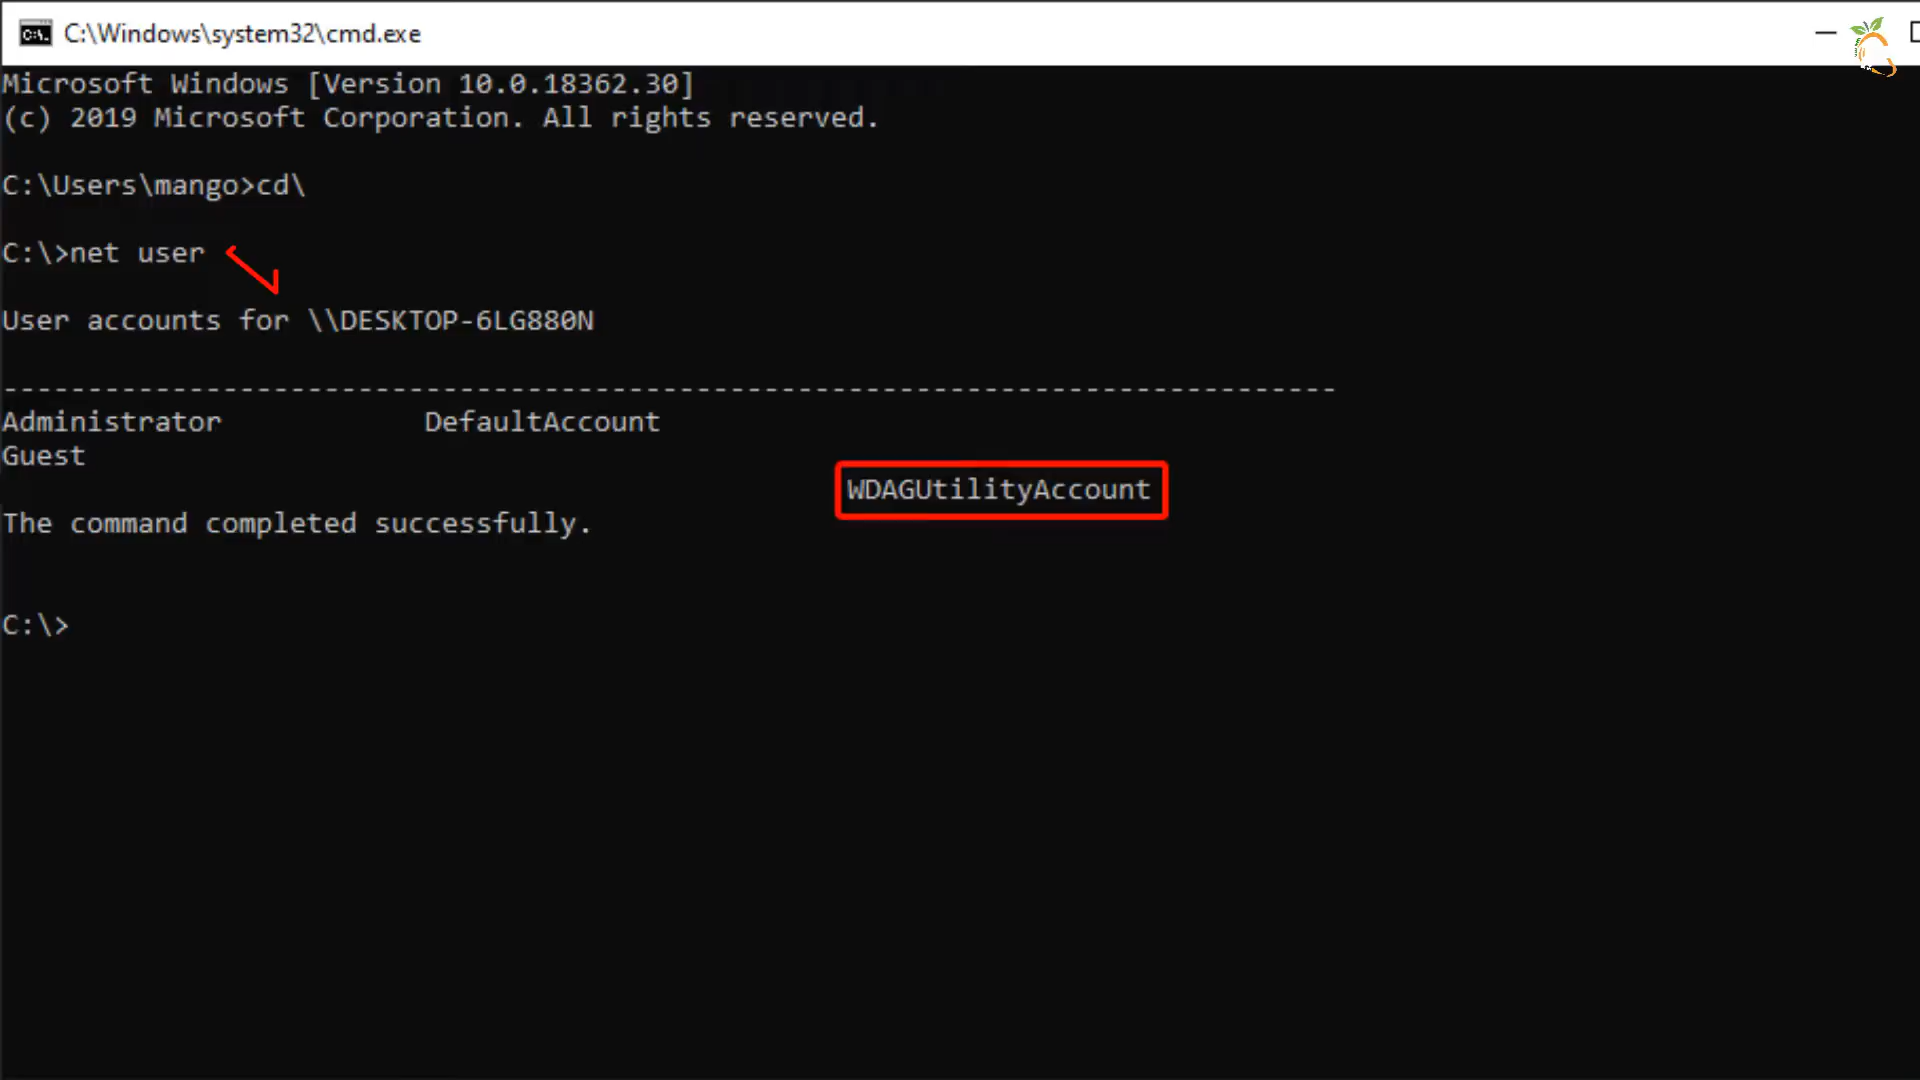 C:\Windows\system32\cmd.exe
Microsoft Windows [Version 10.0.18362.30]
(c) 2019 Microsoft Corporation. All rights reserved.
C:\Users\mango>cd\
C:\>net user
User accounts for \\DESKTOP-6LG880N
-------------------------------------------------------------------------------
Administrator DefaultAccount
Guest
WDAGUtilityAccount
The command completed successfully.
C:\>